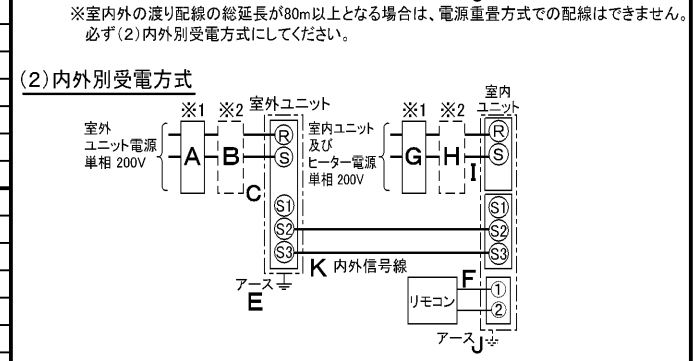 ※室内外の渡り配線の総延長が80m以上となる場合は、電源重畳方式での配線はできません。
必ず(2)内外別受電方式にしてください。
(2)内外別受電方式
※1 ※2 室外ユニット
室外
ユニット電源
単相 200V
A
B
C
R
S
S1
S2
S3
アース
E
K 内外信号線
※1 ※2
室内
ユニット
室内ユニット
及び
ヒーター電源
単相 200V
G
H
I
R
S
S1
S2
S3
F
リモコン
1
2
アース
J